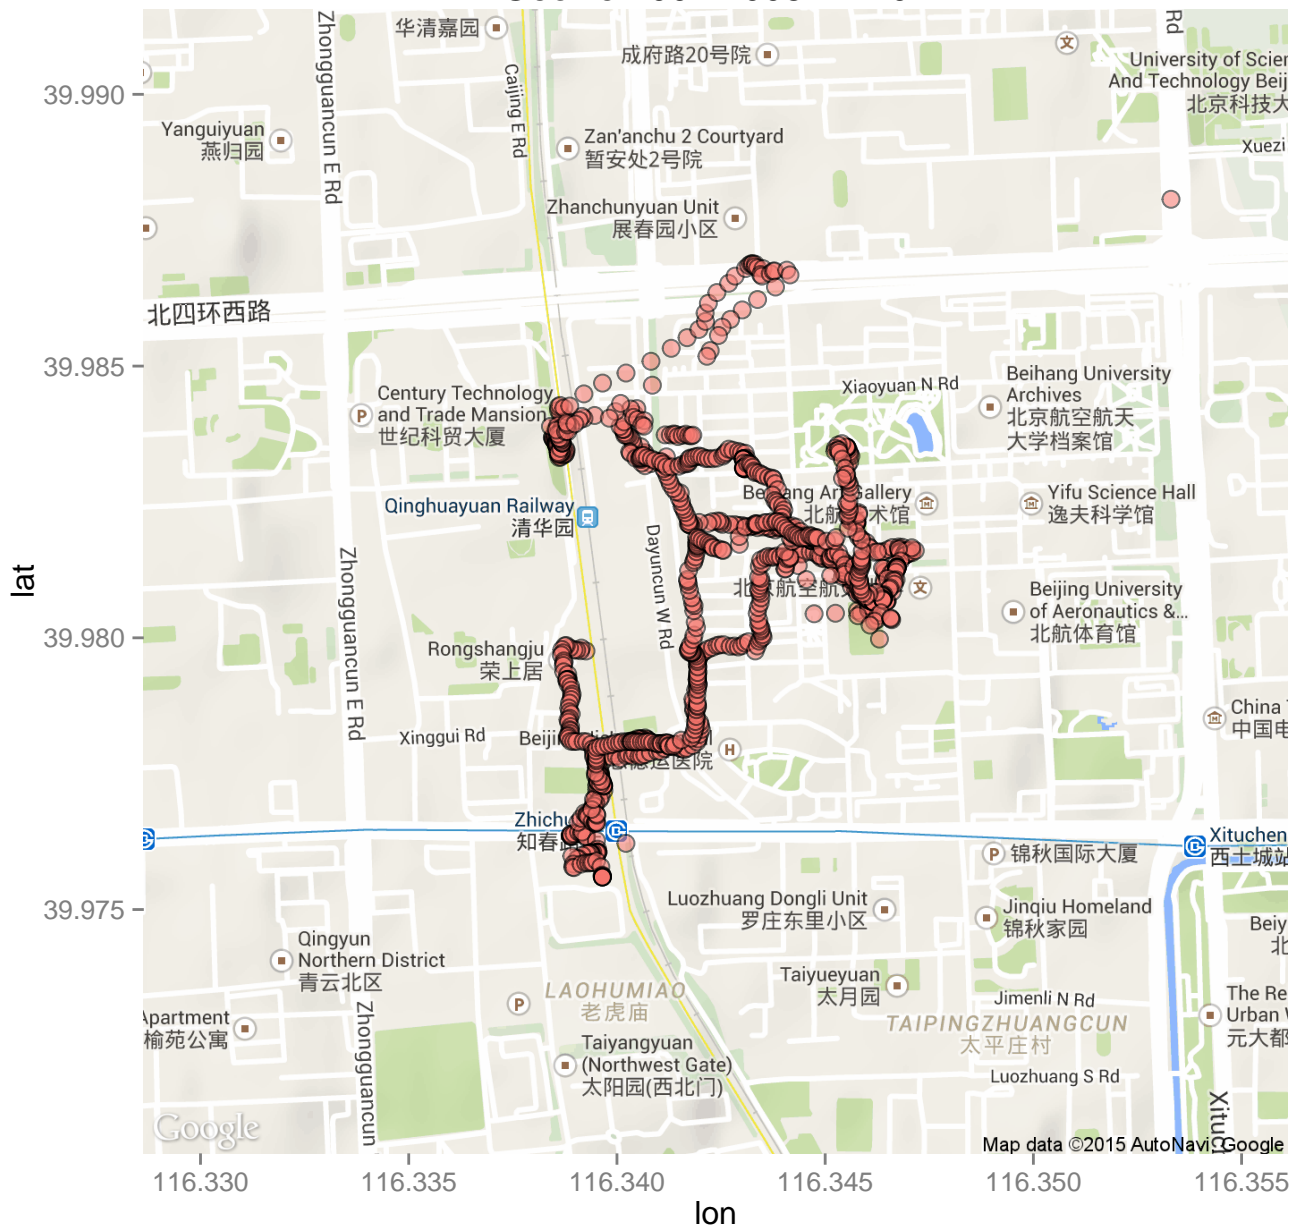 华清嘉园
Zhongguancun E Rd
Caijing E Rd
成府路20号院
文
Rd
University of Scien
And Technology Beij
北京科技大
39.990
Yanguiyuan
燕归园
Zan'anchu 2 Courtyard
暂安处2号院
Xuezi
Zhanchunyuan Unit
展春园小区
北四环西路
39.985
Century Technology
and Trade Mansion
世纪科贸大厦
P
Xiaoyuan N Rd
Beihang University
Archives
北京航空航天
大学档案馆
Qinghuayuan Railway
清华园
Yifu Science Hall
逸夫科学馆
Dayuncun W Rd
Zhongguancun E Rd
文
Beijing University
of Aeronautics &...
北航体育馆
lat
39.980
Rongshangju
荣上居
China
中国电
Xinggui Rd
H
Zhichu
知春
Xituchen
西土城站
P
锦秋国际大厦
39.975
Luozhuang Dongli Unit
罗庄东里小区
Jinqiu Homeland
锦秋家园
Beiy
北
Qingyun
Northern District
青云北区
Taiyueyuan
太月园
P
LAOHUMIAO
老虎庙
Jimenli N Rd
The Re
Urban
元大都
Apartment
榆苑公寓
Zhongguancun
TAIPINGZHUANGCUN
太平庄村
Taiyangyuan
(Northwest Gate)
太阳园(西北门)
Luozhuang S Rd
Xituch
Google
Map data ©2015 AutoNavi, Google
116.330
116.335
116.340
116.345
116.350
116.355
lon